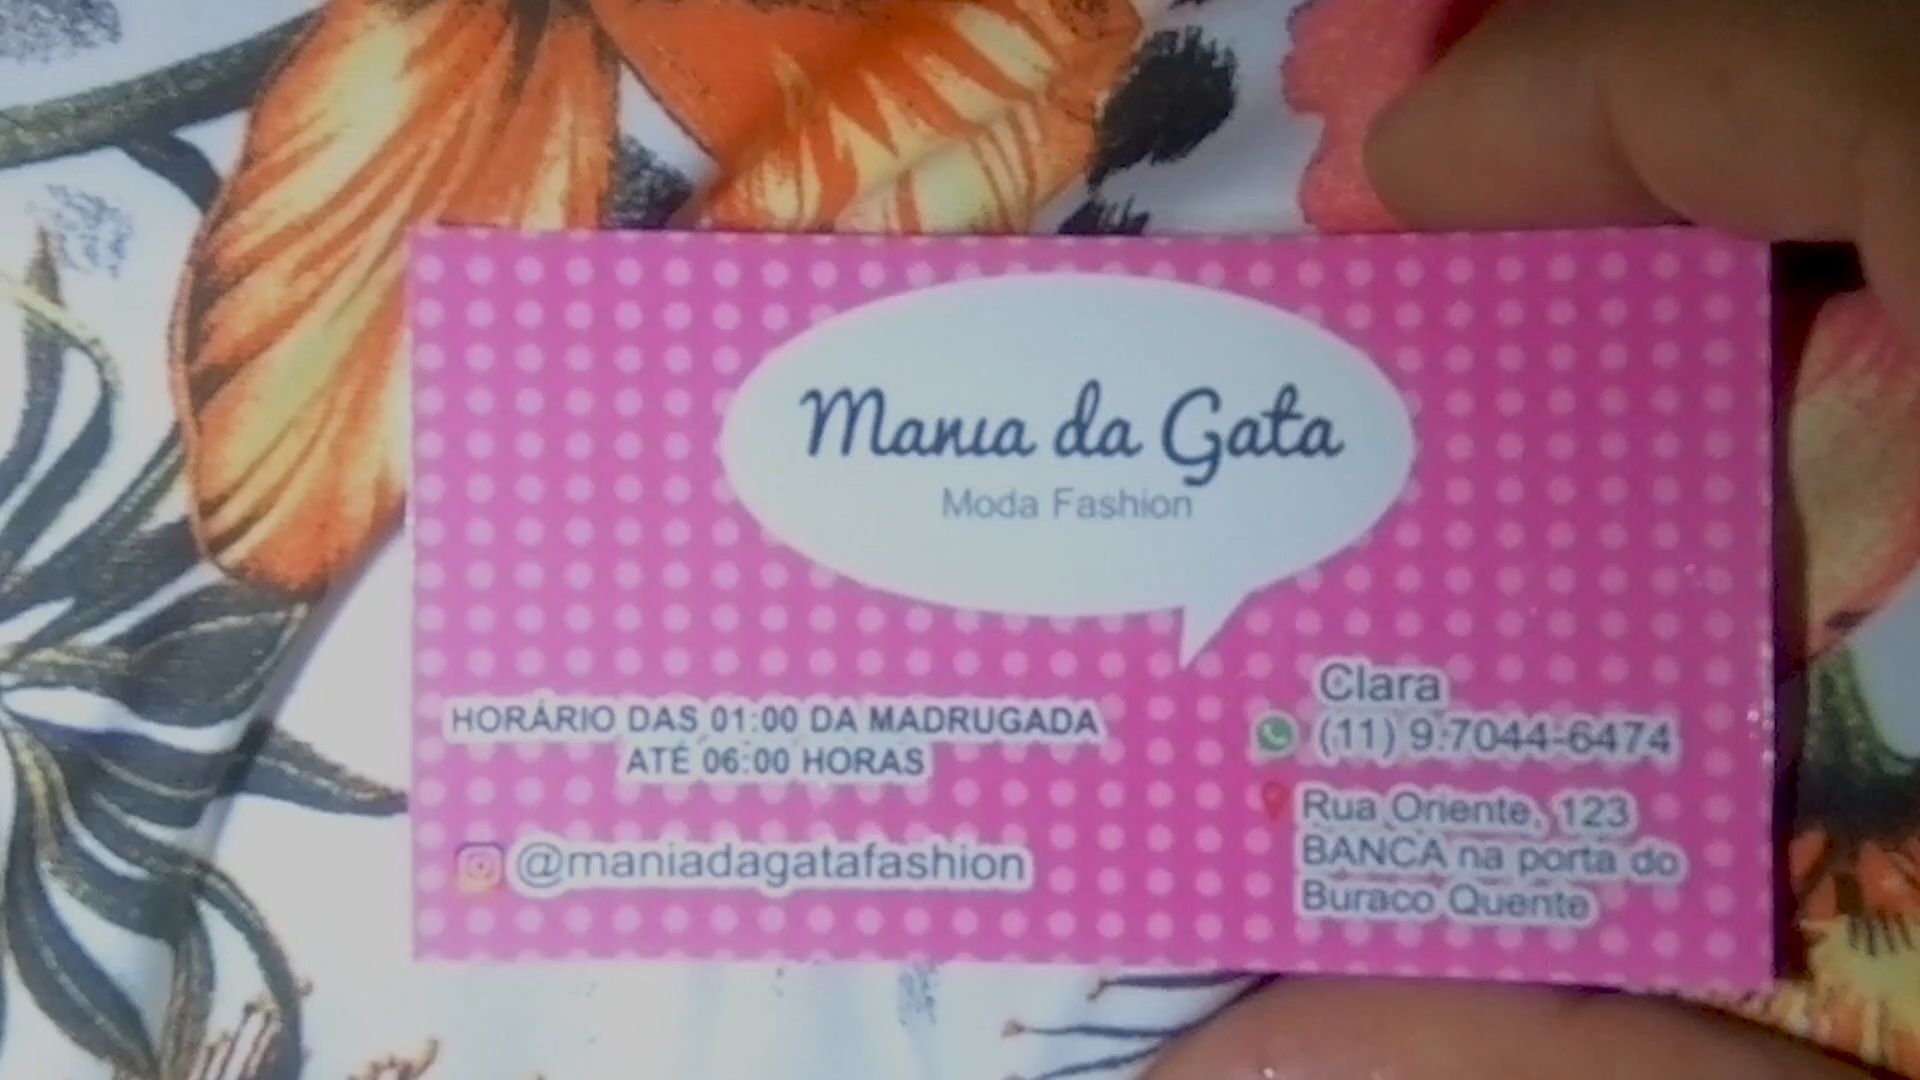 Mania da Gata
Moda Fashion
HORÁRIO DAS 01:00 DA MADRUGADA
ATÉ 06:00 HORAS
@maniadagatafashion
Clara
(11) 9.7044-6474
Rua Oriente, 123
BANCA na porta do
Buraco Quente